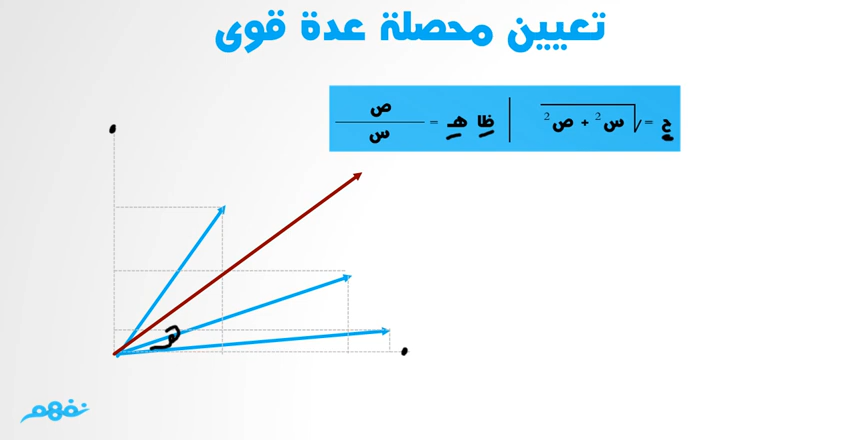 تعيين محصلة عدة قوى
ح = √س² + ص² | ظا هـ = ص / س
هـ
نفهم